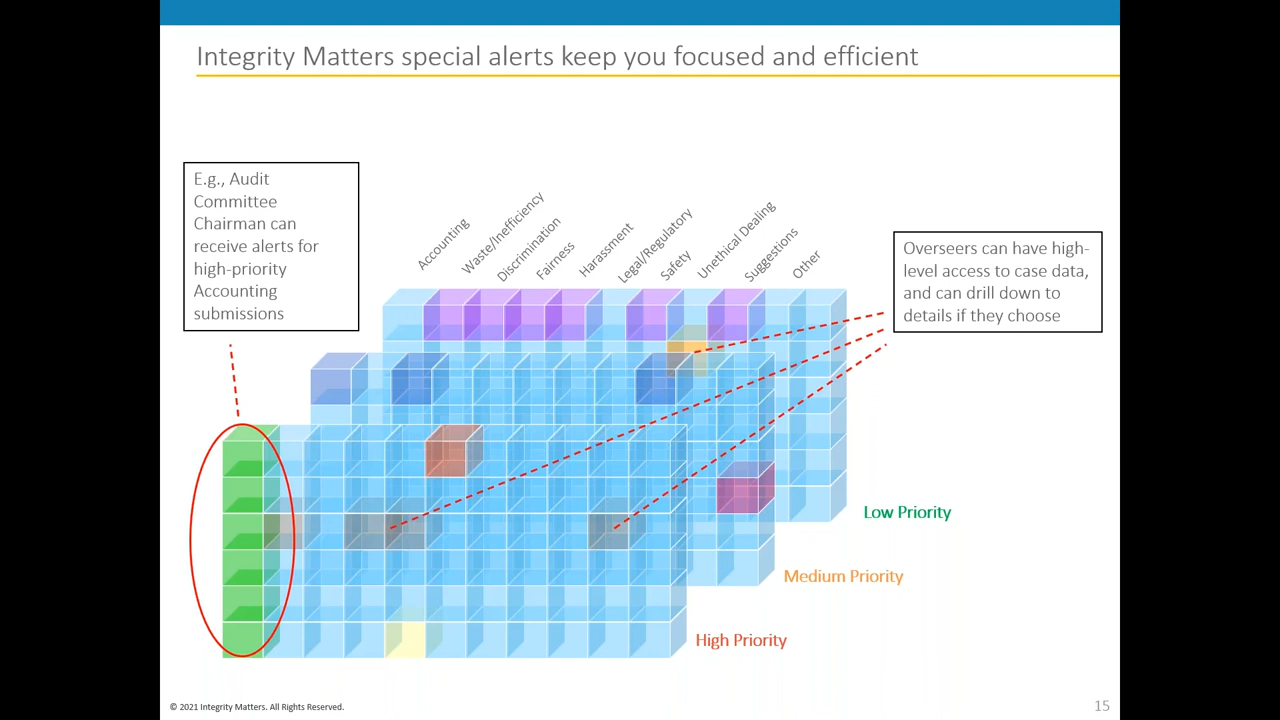 Integrity Matters special alerts keep you focused and efficient
E.g., Audit
Committee
Chairman can
receive alerts for
high-priority
Accounting
submissions
Accounting
Waste/Inefficiency
Discrimination
Fairness
Harassment
Legal/Regulatory
Safety
Unethical Dealing
Suggestions
Other
Overseers can have high-
level access to case data,
and can drill down to
details if they choose
Low Priority
Medium Priority
High Priority
© 2021 Integrity Matters. All Rights Reserved.
15